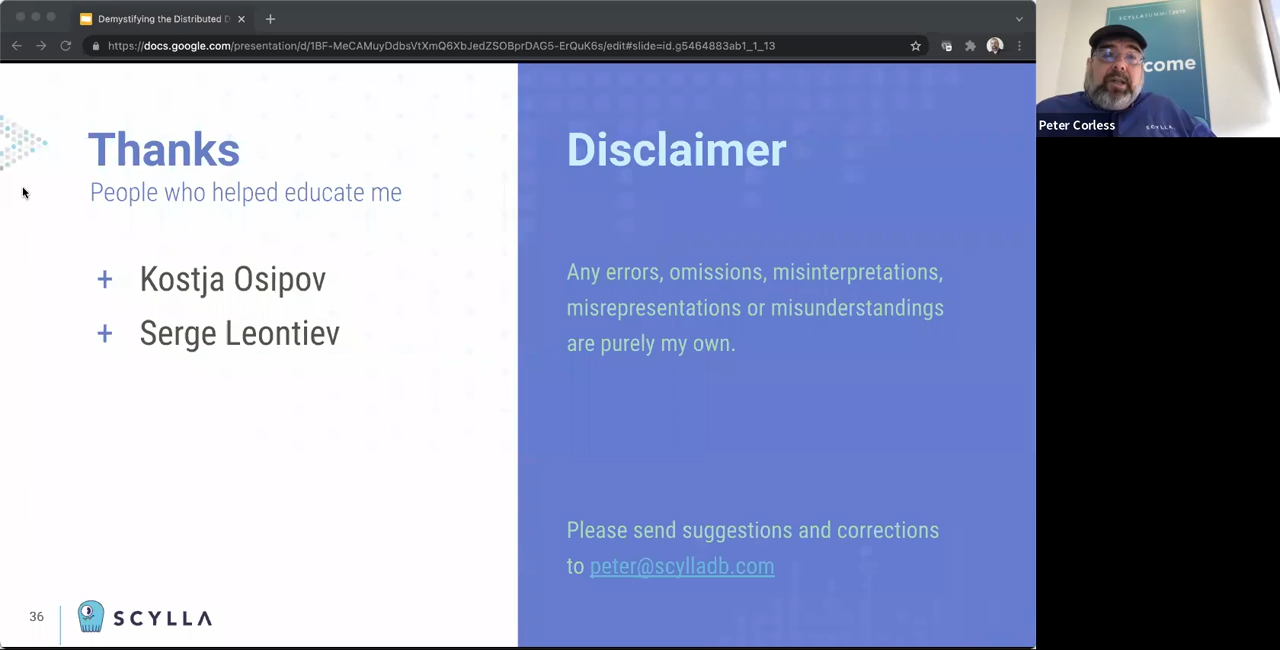 Demystifying the Distributed D
https://docs.google.com/presentation/d/1BF-MeCAMuyDdbsVtXmQ6XbJedZSOBprDAG5-ErQuK6s/edit#slide=id.g5464883ab1_1_13
Thanks
People who helped educate me
+ Kostja Osipov
+ Serge Leontiev
36
SCYLLA
Disclaimer
Any errors, omissions, misinterpretations,
misrepresentations or misunderstandings
are purely my own.
Please send suggestions and corrections
to peter@scylladb.com
SCYLLASUMMIT2019
come
SCYLLA.
Peter Corless